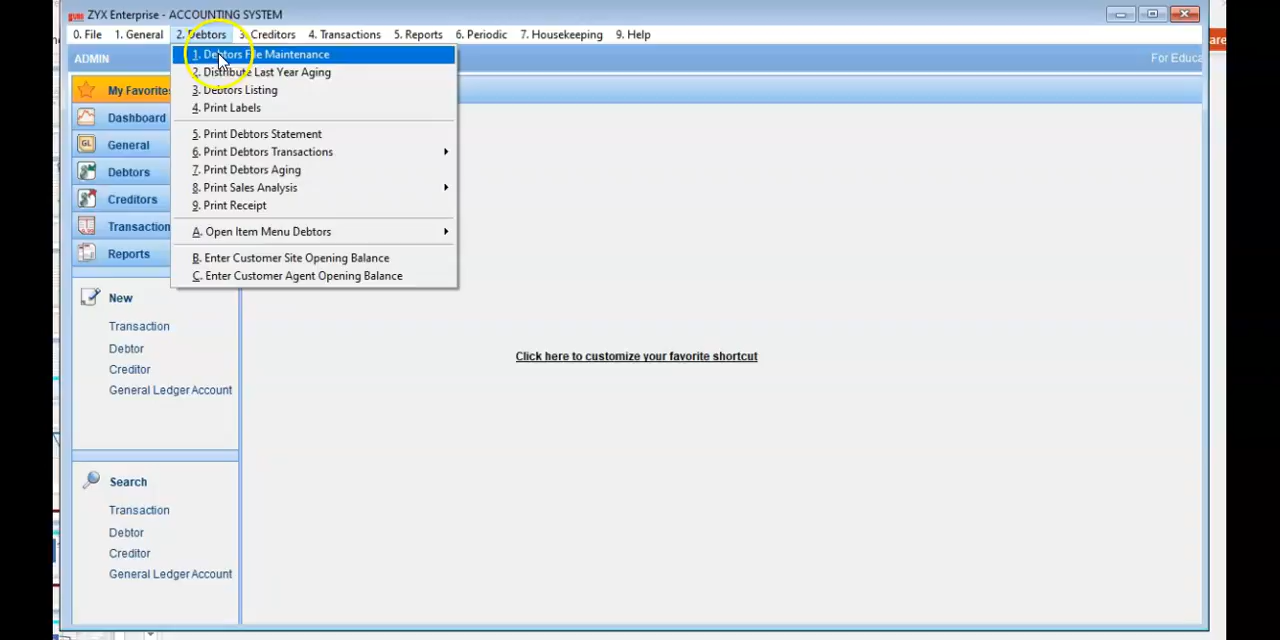 ZYX Enterprise - ACCOUNTING SYSTEM
0. File 1. General 2. Debtors 3. Creditors 4. Transactions 5. Reports 6. Periodic 7. Housekeeping 9. Help
ADMIN
For Educa
My Favorites
Dashboard
General
Debtors
Creditors
Transaction
Reports
1. Debtors File Maintenance
2. Distribute Last Year Aging
3. Debtors Listing
4. Print Labels
5. Print Debtors Statement
6. Print Debtors Transactions
7. Print Debtors Aging
8. Print Sales Analysis
9. Print Receipt
A. Open Item Menu Debtors
B. Enter Customer Site Opening Balance
C. Enter Customer Agent Opening Balance
New
Transaction
Debtor
Creditor
General Ledger Account
Click here to customize your favorite shortcut
Search
Transaction
Debtor
Creditor
General Ledger Account